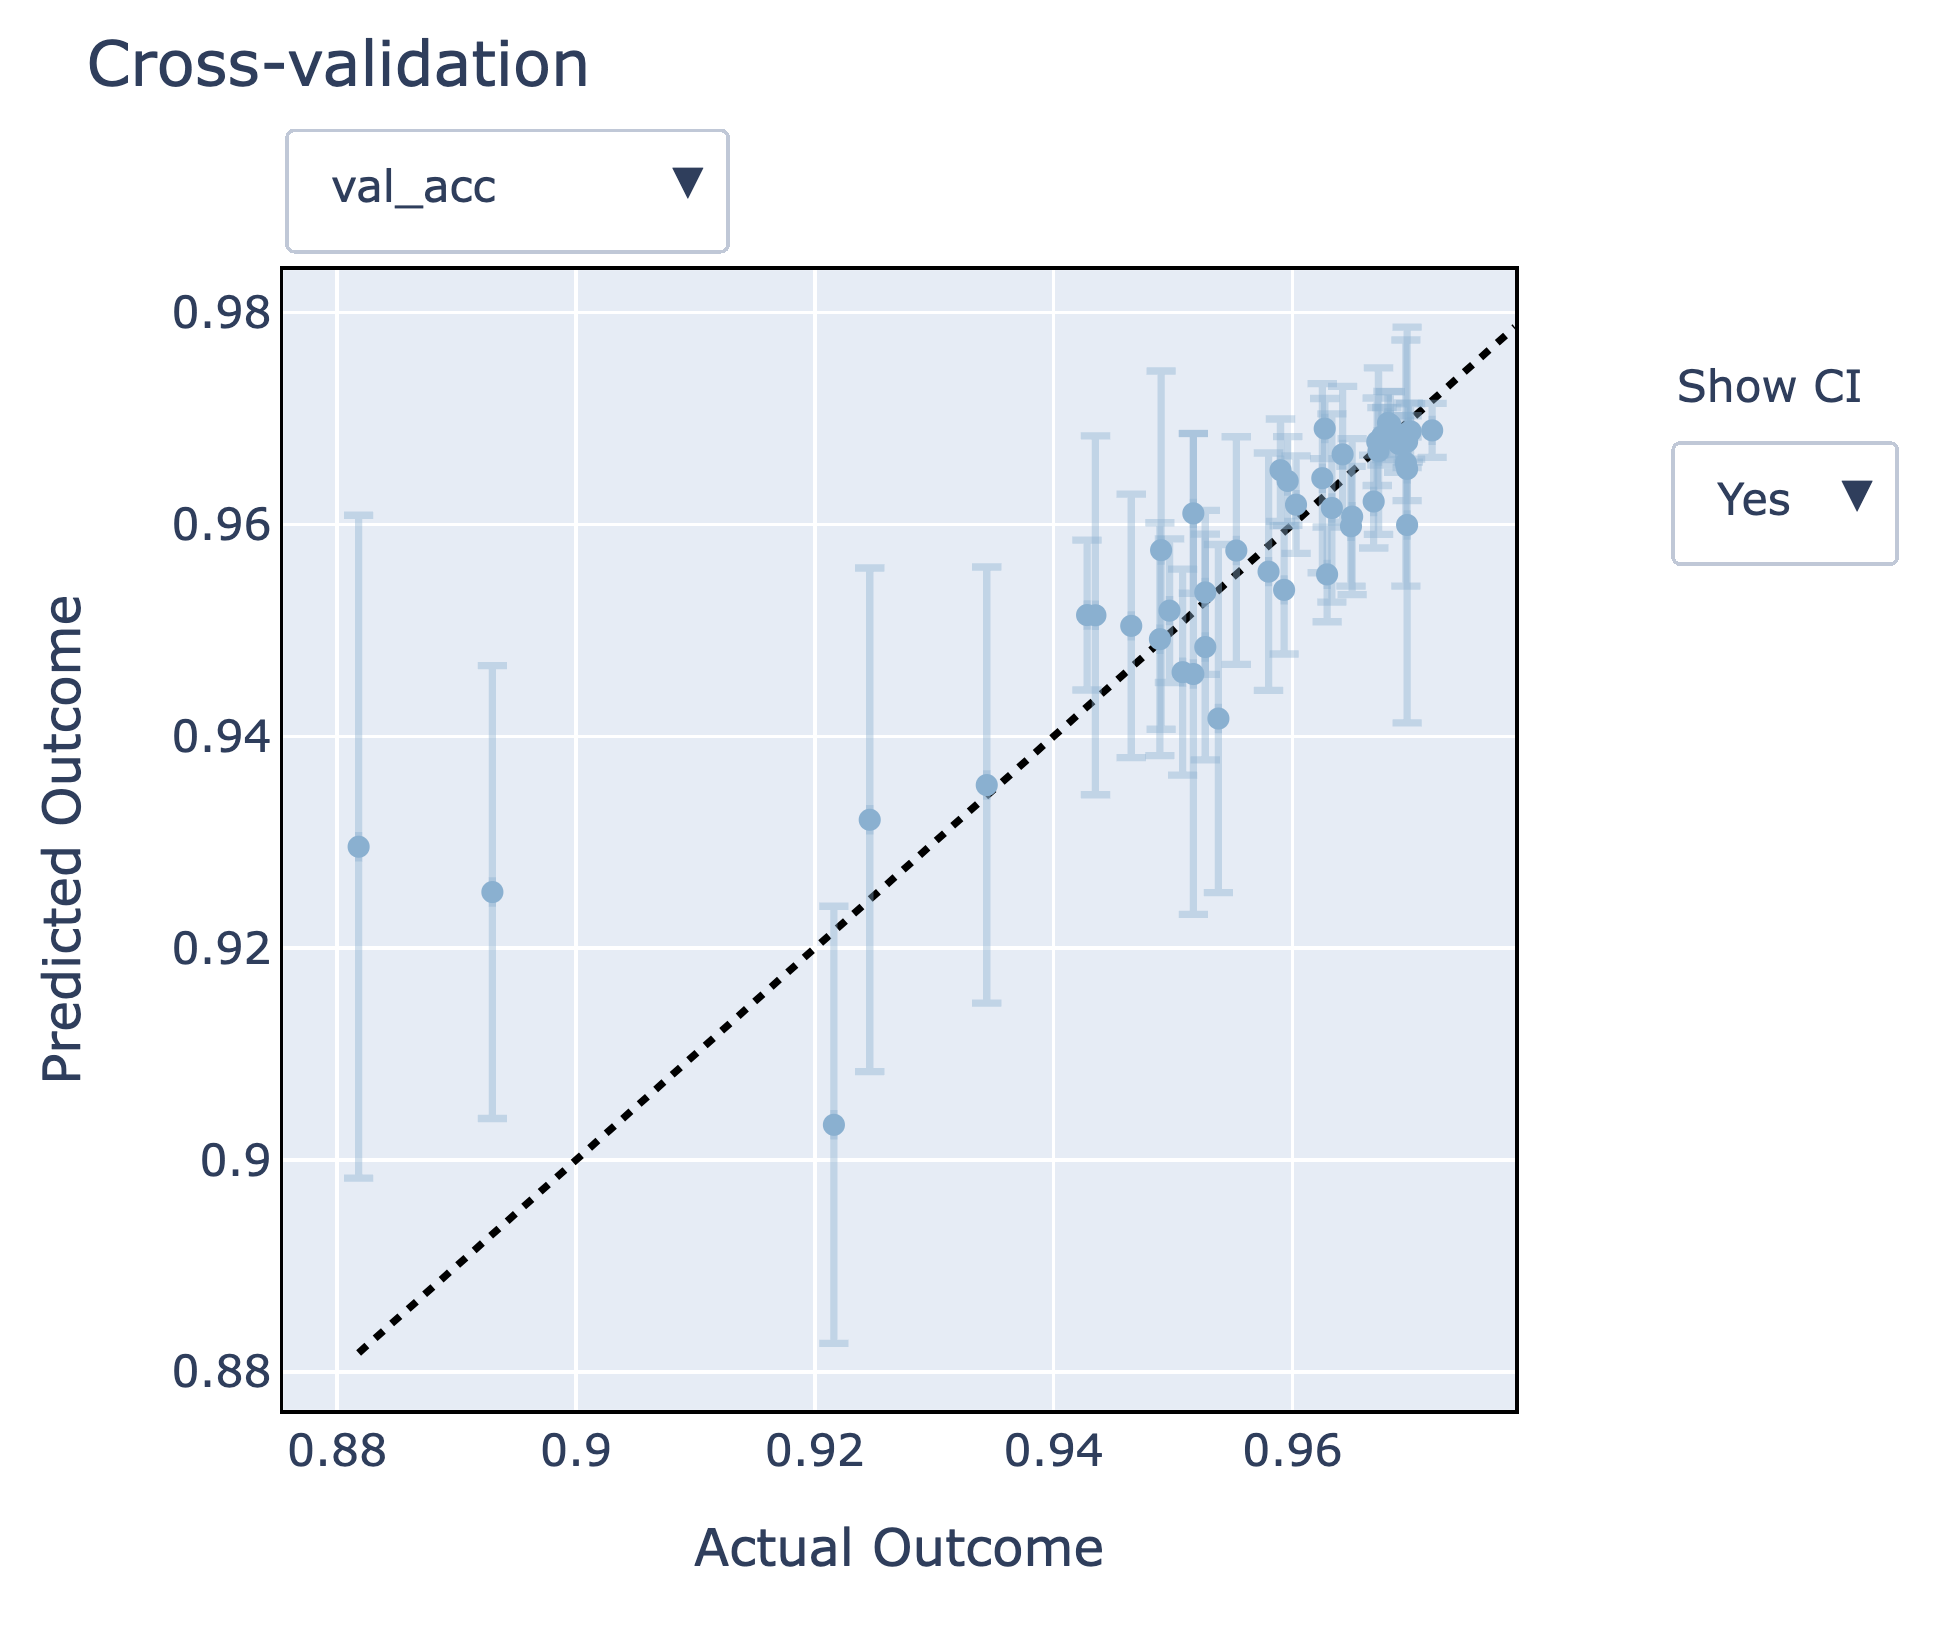 Cross-validation
val_acc ▼
0.98
0.96
0.94
0.92
0.9
0.88
Predicted Outcome
0.88 0.9 0.92 0.94 0.96
Actual Outcome
Show CI
Yes ▼